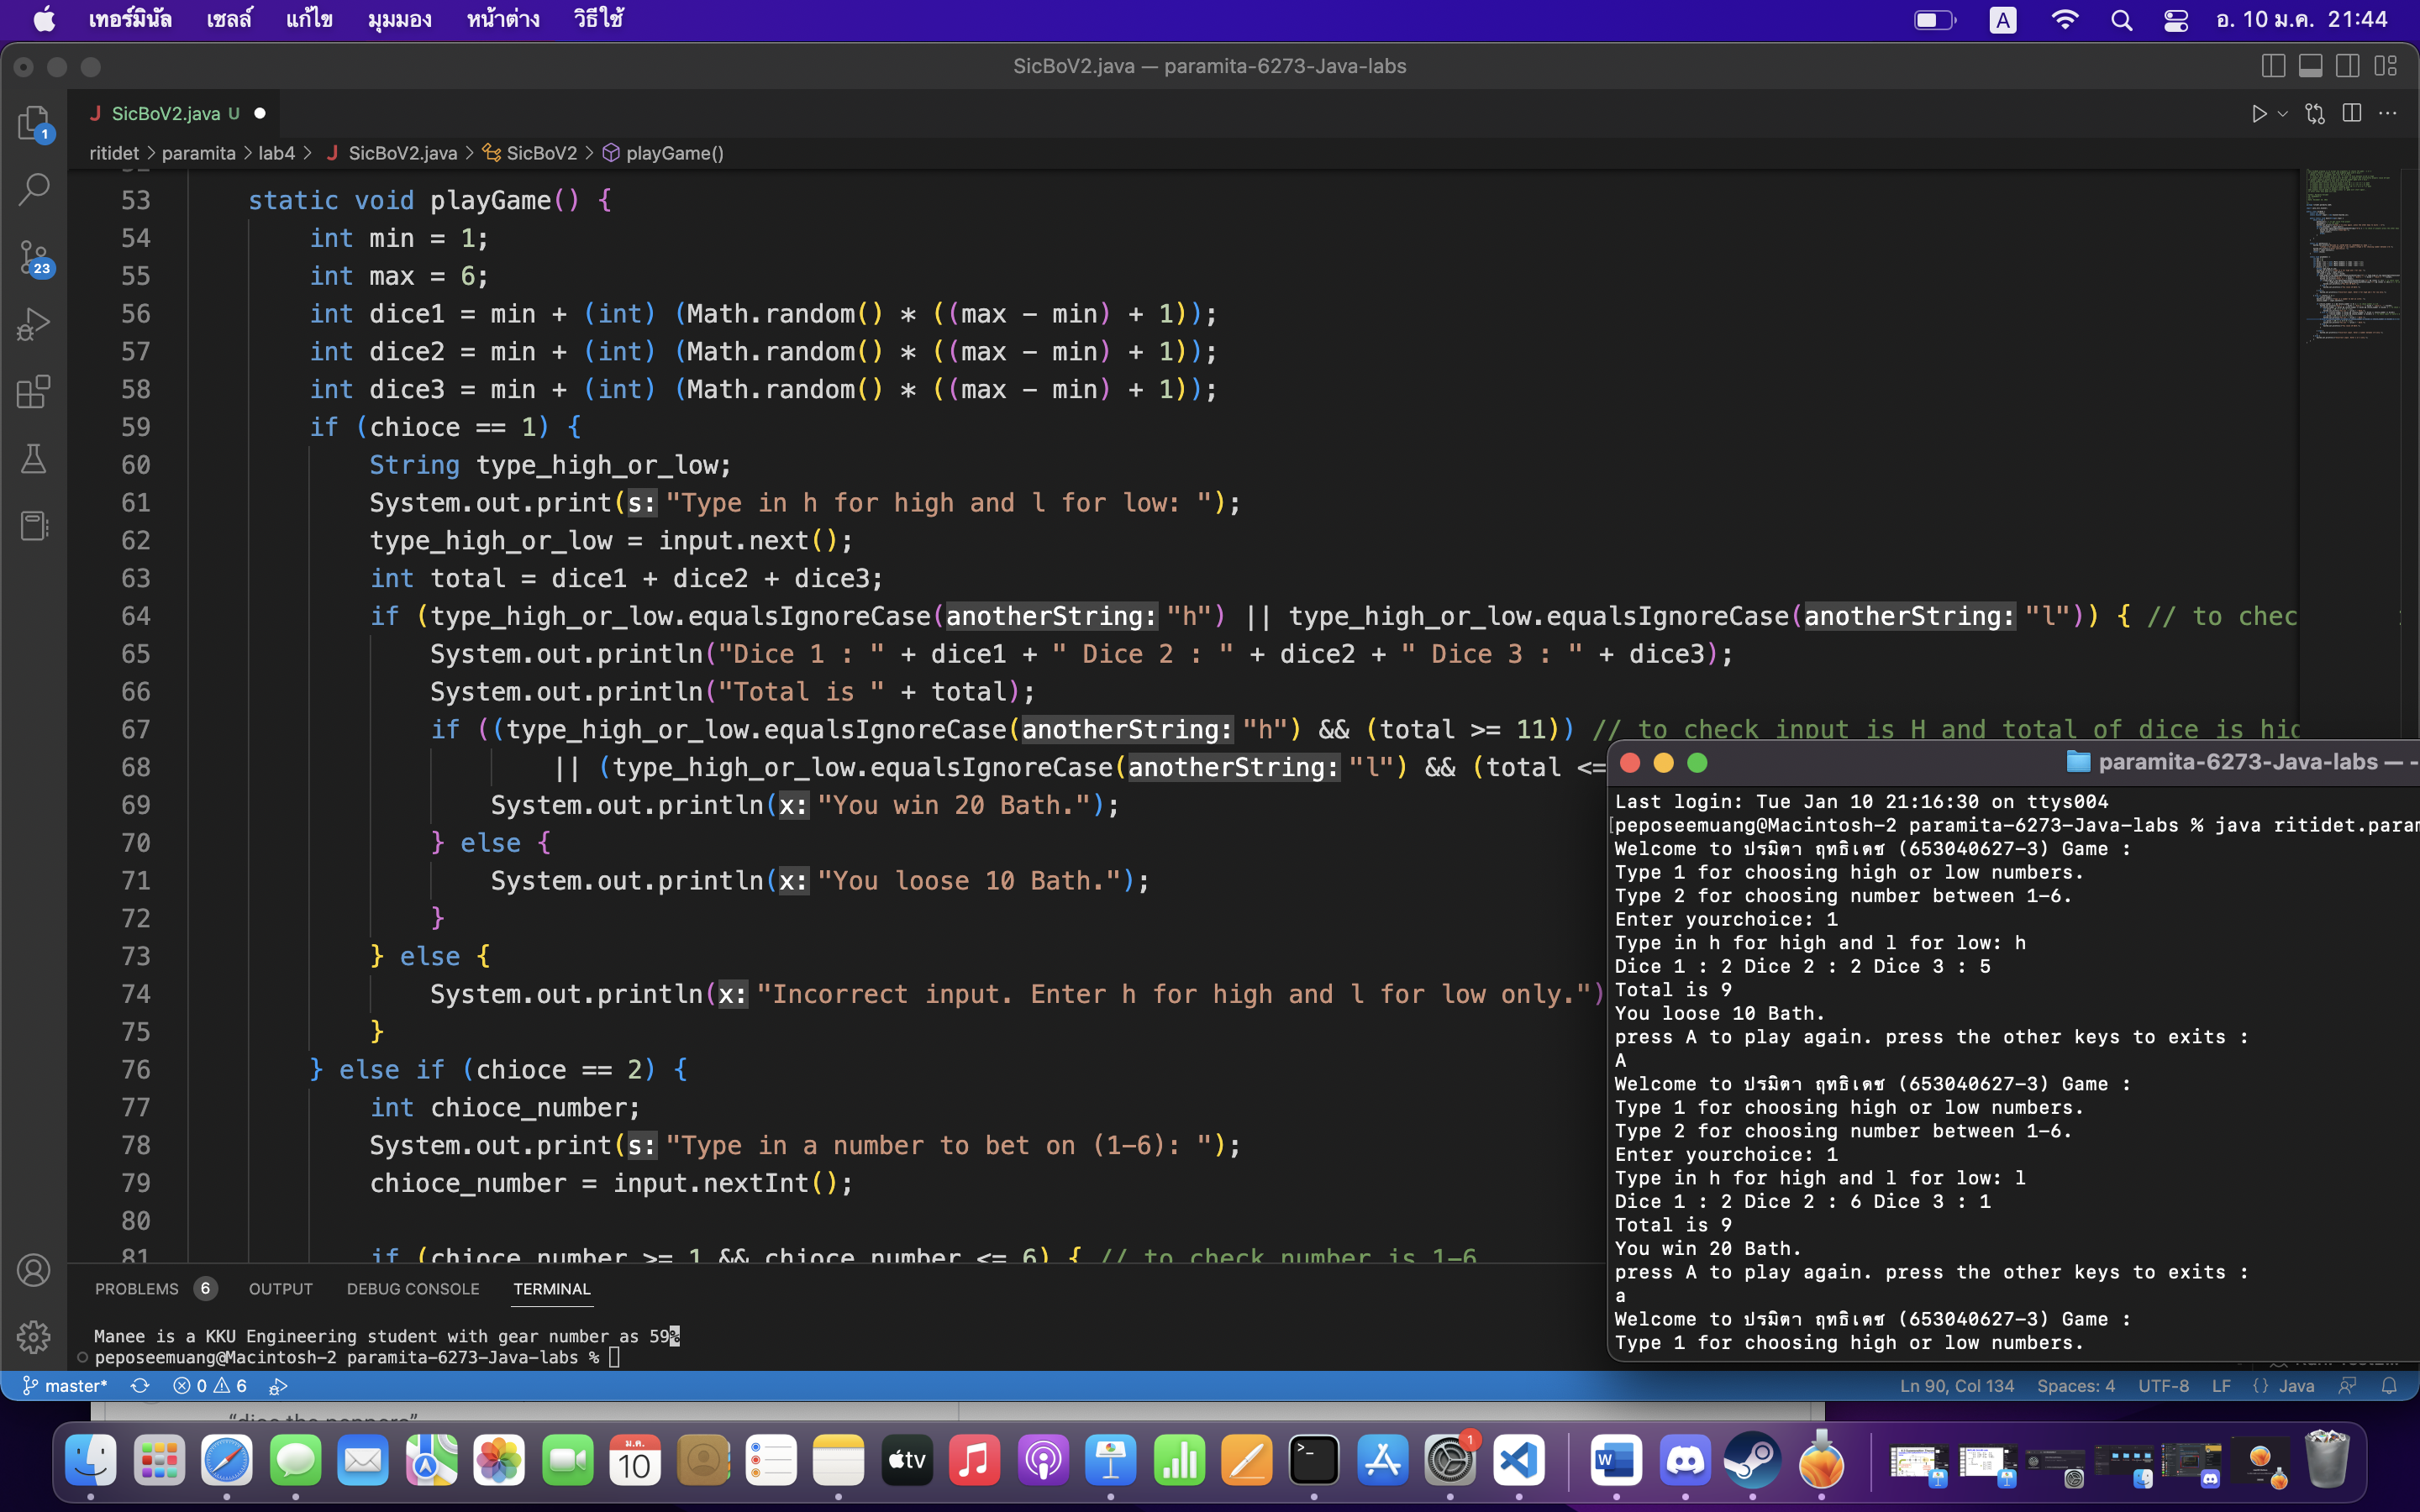 เทอร์มินัล เชลล์ แก้ไข มุมมอง หน้าต่าง วิธีใช้
A อ. 10 ม.ค. 21:44
SicBoV2.java — paramita-6273-Java-labs
J SicBoV2.java U
ritidet > paramita > lab4 > J SicBoV2.java > SicBoV2 > playGame()
1
23
53 static void playGame() {
54 int min = 1;
55 int max = 6;
56 int dice1 = min + (int) (Math.random() * ((max - min) + 1));
57 int dice2 = min + (int) (Math.random() * ((max - min) + 1));
58 int dice3 = min + (int) (Math.random() * ((max - min) + 1));
59 if (chioce == 1) {
60 String type_high_or_low;
61 System.out.print(s: "Type in h for high and l for low: ");
62 type_high_or_low = input.next();
63 int total = dice1 + dice2 + dice3;
64 if (type_high_or_low.equalsIgnoreCase(anotherString: "h") || type_high_or_low.equalsIgnoreCase(anotherString: "l")) { // to chec
65 System.out.println("Dice 1 : " + dice1 + " Dice 2 : " + dice2 + " Dice 3 : " + dice3);
66 System.out.println("Total is " + total);
67 if ((type_high_or_low.equalsIgnoreCase(anotherString: "h") && (total >= 11)) // to check input is H and total of dice is hig
68 || (type_high_or_low.equalsIgnoreCase(anotherString: "l") && (total <=
69 System.out.println(x: "You win 20 Bath.");
70 } else {
71 System.out.println(x: "You loose 10 Bath.");
72 }
73 } else {
74 System.out.println(x: "Incorrect input. Enter h for high and l for low only.")
75 }
76 } else if (chioce == 2) {
77 int chioce_number;
78 System.out.print(s: "Type in a number to bet on (1-6): ");
79 chioce_number = input.nextInt();
80
81 if (chioce_number >= 1 && chioce_number <= 6) { // to check number is 1-6
paramita-6273-Java-labs — -
Last login: Tue Jan 10 21:16:30 on ttys004
peposeemuang@Macintosh-2 paramita-6273-Java-labs % java ritidet.param
Welcome to ปรมิตา ฤทธิเดช (653040627-3) Game :
Type 1 for choosing high or low numbers.
Type 2 for choosing number between 1-6.
Enter yourchoice: 1
Type in h for high and l for low: h
Dice 1 : 2 Dice 2 : 2 Dice 3 : 5
Total is 9
You loose 10 Bath.
press A to play again. press the other keys to exits :
A
Welcome to ปรมิตา ฤทธิเดช (653040627-3) Game :
Type 1 for choosing high or low numbers.
Type 2 for choosing number between 1-6.
Enter yourchoice: 1
Type in h for high and l for low: l
Dice 1 : 2 Dice 2 : 6 Dice 3 : 1
Total is 9
You win 20 Bath.
press A to play again. press the other keys to exits :
a
Welcome to ปรมิตา ฤทธิเดช (653040627-3) Game :
Type 1 for choosing high or low numbers.
PROBLEMS 6 OUTPUT DEBUG CONSOLE TERMINAL
Manee is a KKU Engineering student with gear number as 59%
peposeemuang@Macintosh-2 paramita-6273-Java-labs %
master* 0 6 Ln 90, Col 134 Spaces: 4 UTF-8 LF {} Java
"dice the peppers"
ม.ค.
10
tv
1
W